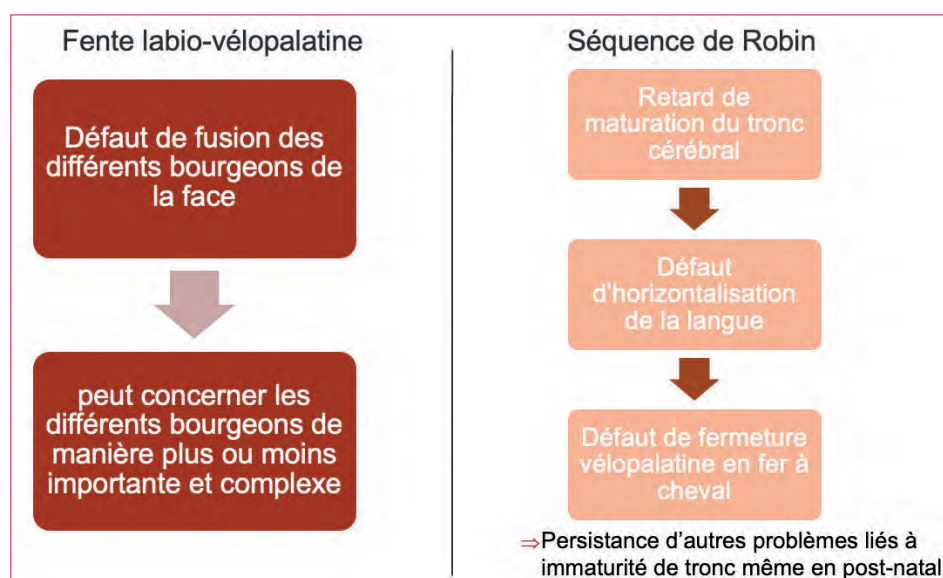 Fente labio-vélopalatine
Défaut de fusion des
différents bourgeons de
la face
peut concerner les
différents bourgeons de
manière plus ou moins
importante et complexe
Séquence de Robin
Retard de
maturation du tronc
cérébral
Défaut
d'horizontalisation
de la langue
Défaut de fermeture
vélopalatine en fer à
cheval
⇒Persistance d’autres problèmes liés à
immaturité de tronc même en post-natal